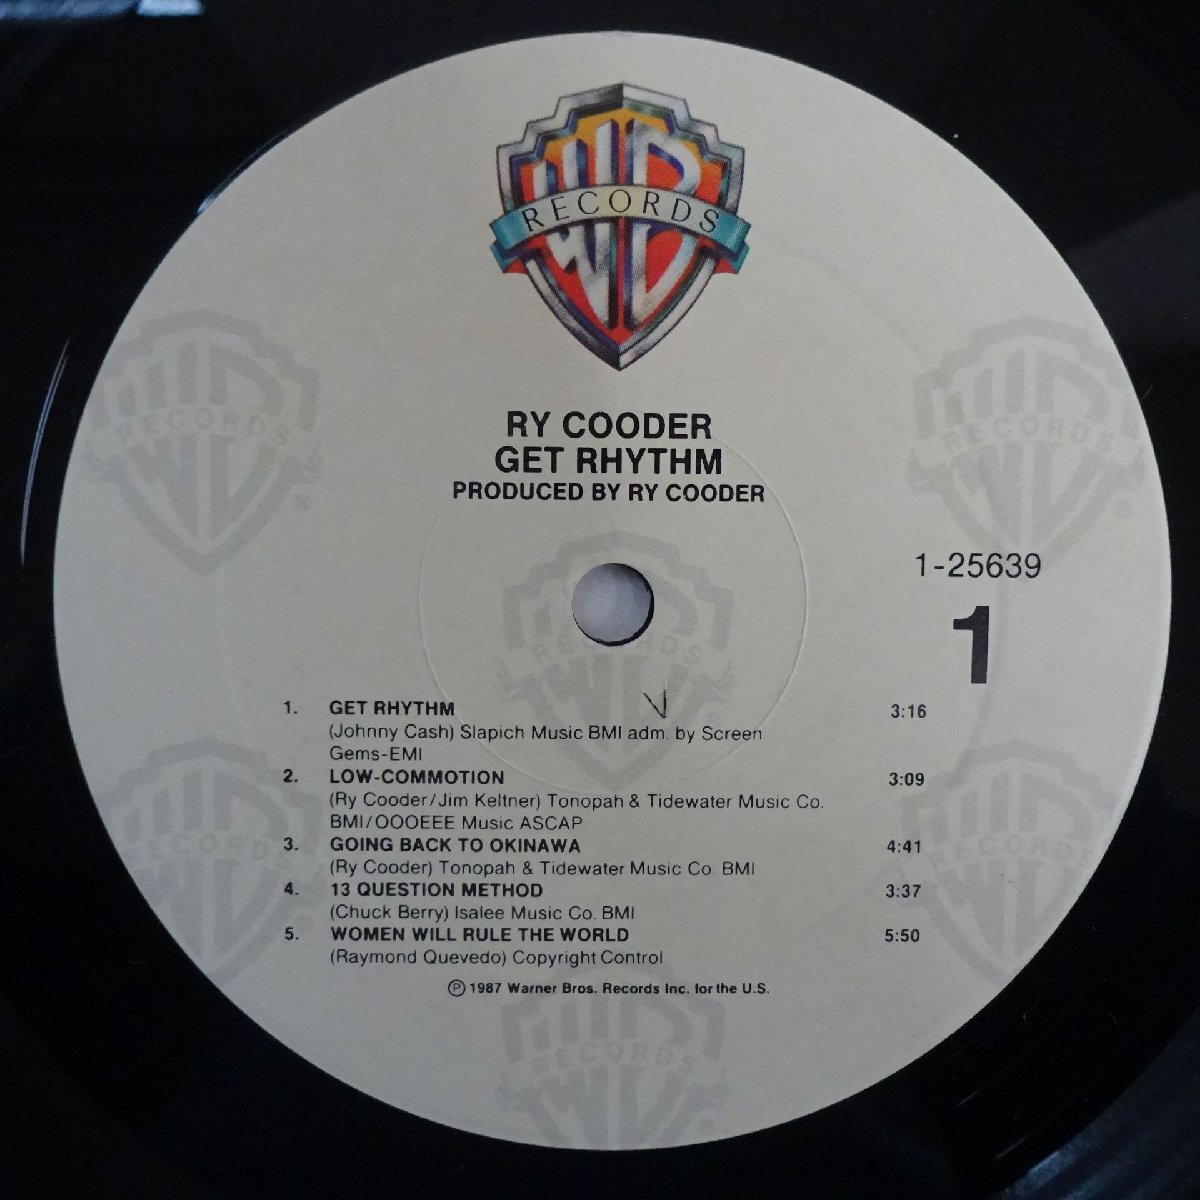 WB
RECORDS
RY COODER
GET RHYTHM
PRODUCED BY RY COODER
1-25639
1
1. GET RHYTHM 3:16
(Johnny Cash) Slapich Music BMI adm. by Screen
Gems-EMI
2. LOW-COMMOTION 3:09
(Ry Cooder/Jim Keltner) Tonopah & Tidewater Music Co.
BMI/OOOEEE Music ASCAP
3. GOING BACK TO OKINAWA 4:41
(Ry Cooder) Tonopah & Tidewater Music Co. BMI
4. 13 QUESTION METHOD 3:37
(Chuck Berry) Isalee Music Co. BMI
5. WOMEN WILL RULE THE WORLD 5:50
(Raymond Quevedo) Copyright Control
℗ 1987 Warner Bros. Records Inc. for the U.S.